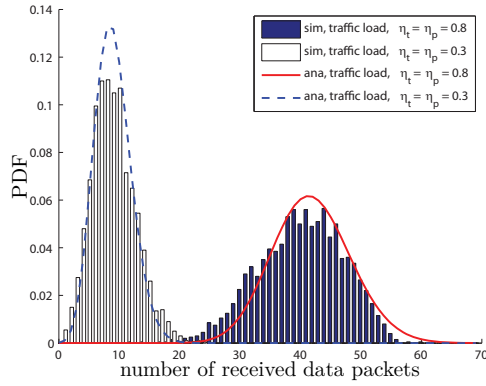 0.14
0.12
0.1
0.08
0.06
0.04
0.02
0
PDF
sim, traffic load, η_t = η_p = 0.8
sim, traffic load, η_t = η_p = 0.3
ana, traffic load, η_t = η_p = 0.8
ana, traffic load, η_t = η_p = 0.3
0 10 20 30 40 50 60 70
number of received data packets